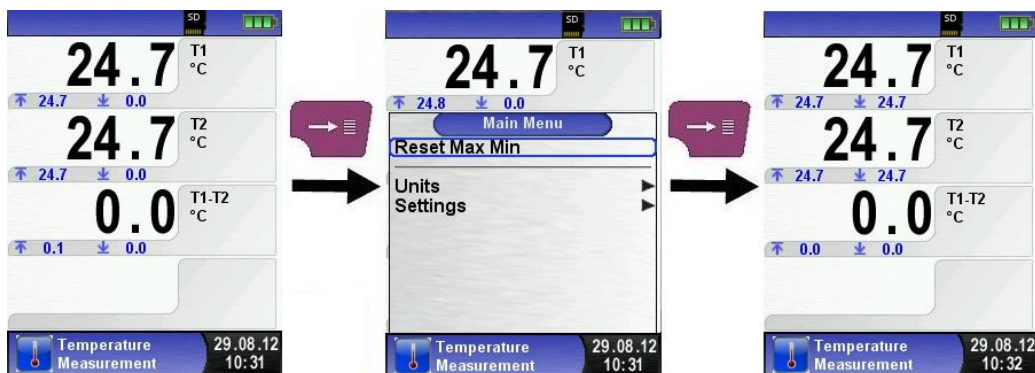 SD
24.7 T1 °C
24.7 0.0
24.7 T2 °C
24.7 0.0
0.0 T1-T2 °C
0.1 0.0
Temperature Measurement
29.08.12
10:31
SD
24.7 T1 °C
24.8 0.0
Main Menu
Reset Max Min
Units
Settings
Temperature Measurement
29.08.12
10:31
SD
24.7 T1 °C
24.7 24.7
24.7 T2 °C
24.7 24.7
0.0 T1-T2 °C
0.0 0.0
Temperature Measurement
29.08.12
10:32